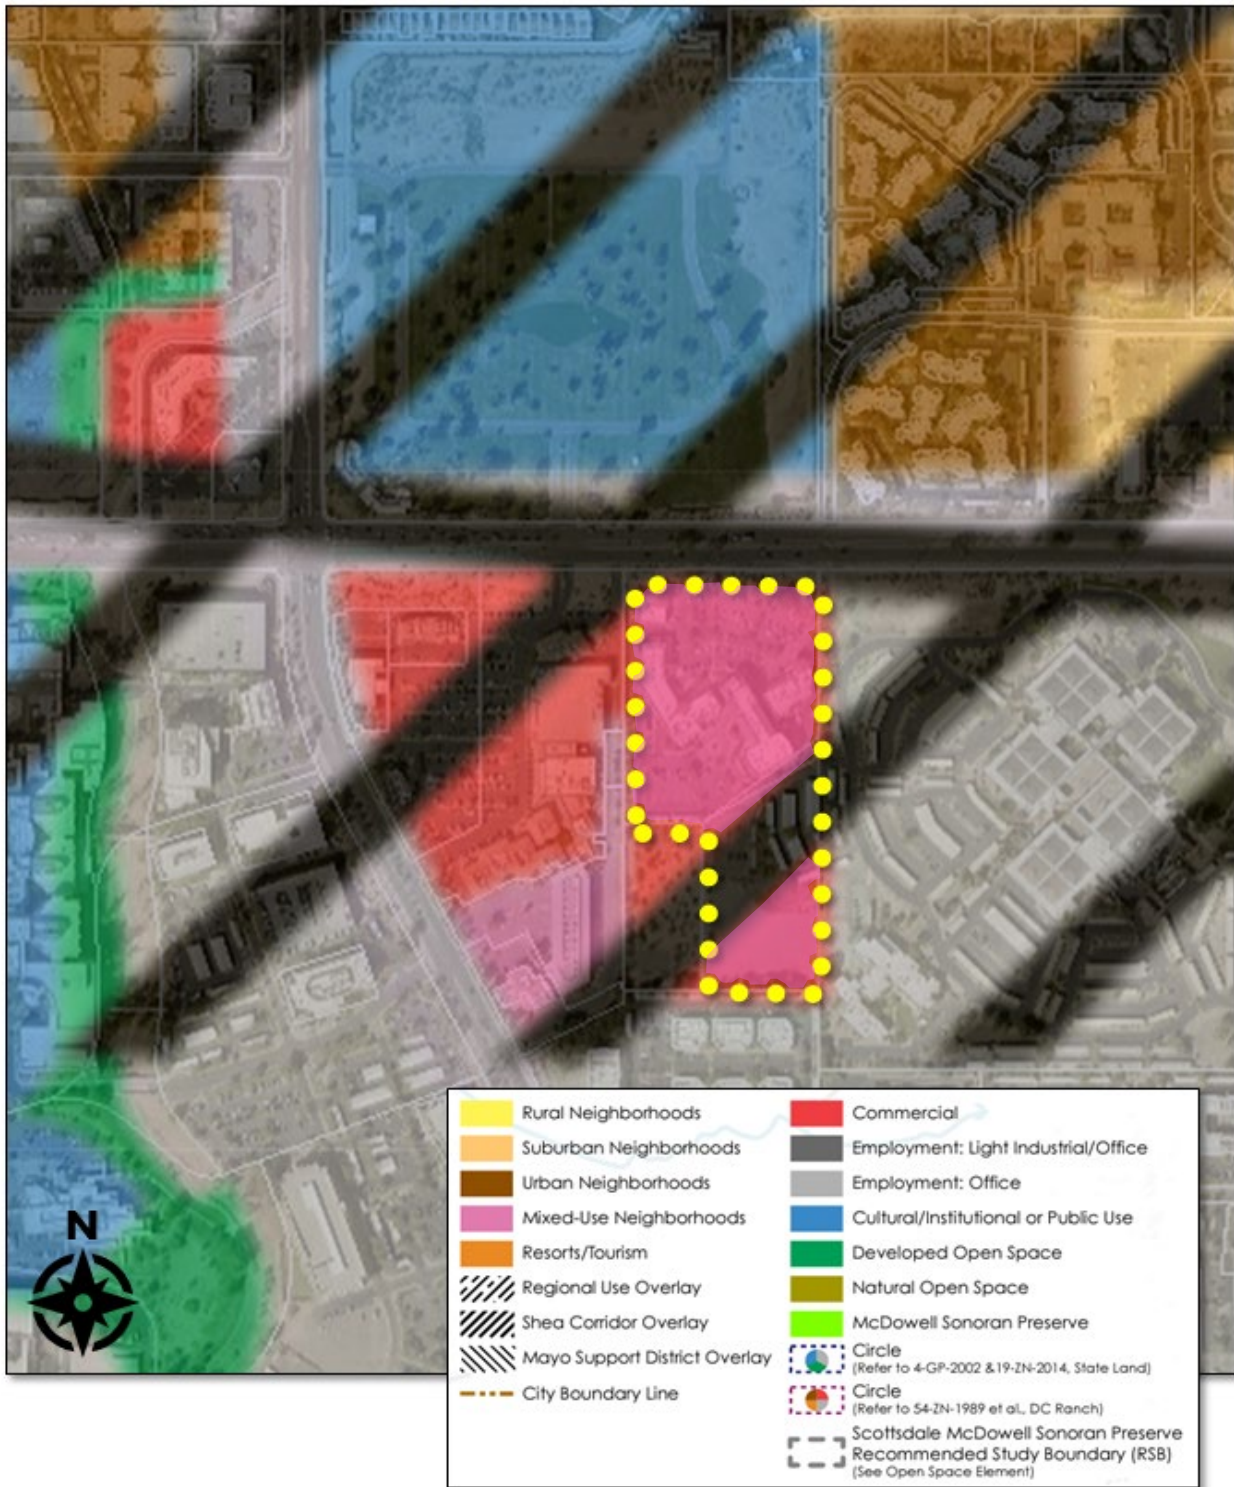 N
Rural Neighborhoods
Suburban Neighborhoods
Urban Neighborhoods
Mixed-Use Neighborhoods
Resorts/Tourism
Regional Use Overlay
Shea Corridor Overlay
Mayo Support District Overlay
City Boundary Line
Commercial
Employment: Light Industrial/Office
Employment: Office
Cultural/Institutional or Public Use
Developed Open Space
Natural Open Space
McDowell Sonoran Preserve
Circle
(Refer to 4-GP-2002 &19-ZN-2014, State Land)
Circle
(Refer to 54-ZN-1989 et al., DC Ranch)
Scottsdale McDowell Sonoran Preserve
Recommended Study Boundary (RSB)
(See Open Space Element)